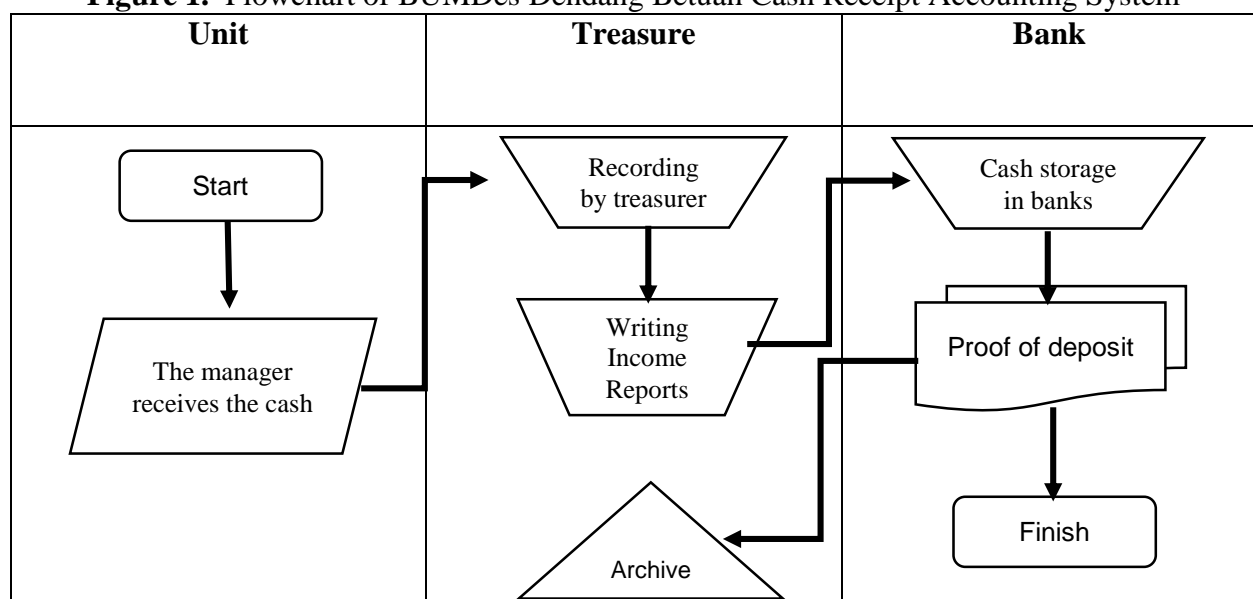 Figure 1. Flowchart of BUMDes Dendang Betuah Cash Receipt Accounting System
Unit
Treasure
Bank
Start
The manager
receives the cash
Recording
by treasurer
Writing
Income
Reports
Archive
Cash storage
in banks
Proof of deposit
Finish